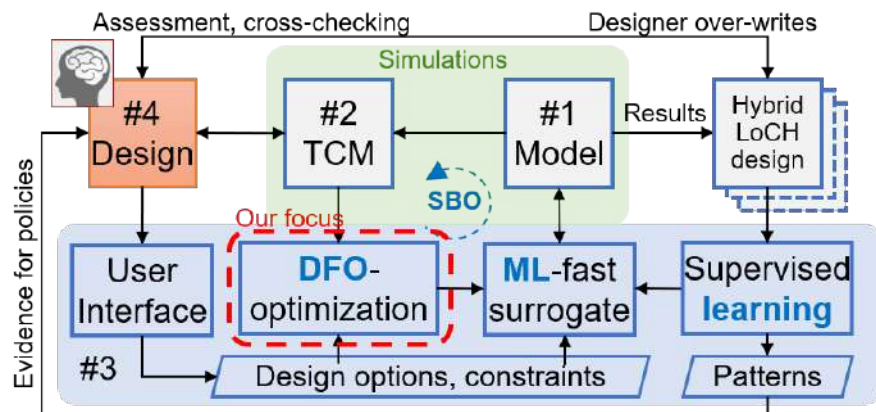 Assessment, cross-checking
Designer over-writes
Simulations
#4
Design
#2
TCM
#1
Model
Results
Hybrid
LoCH
design
SBO
Our focus
Evidence for policies
User
Interface
DFO-
optimization
ML-fast
surrogate
Supervised
learning
#3
Design options, constraints
Patterns